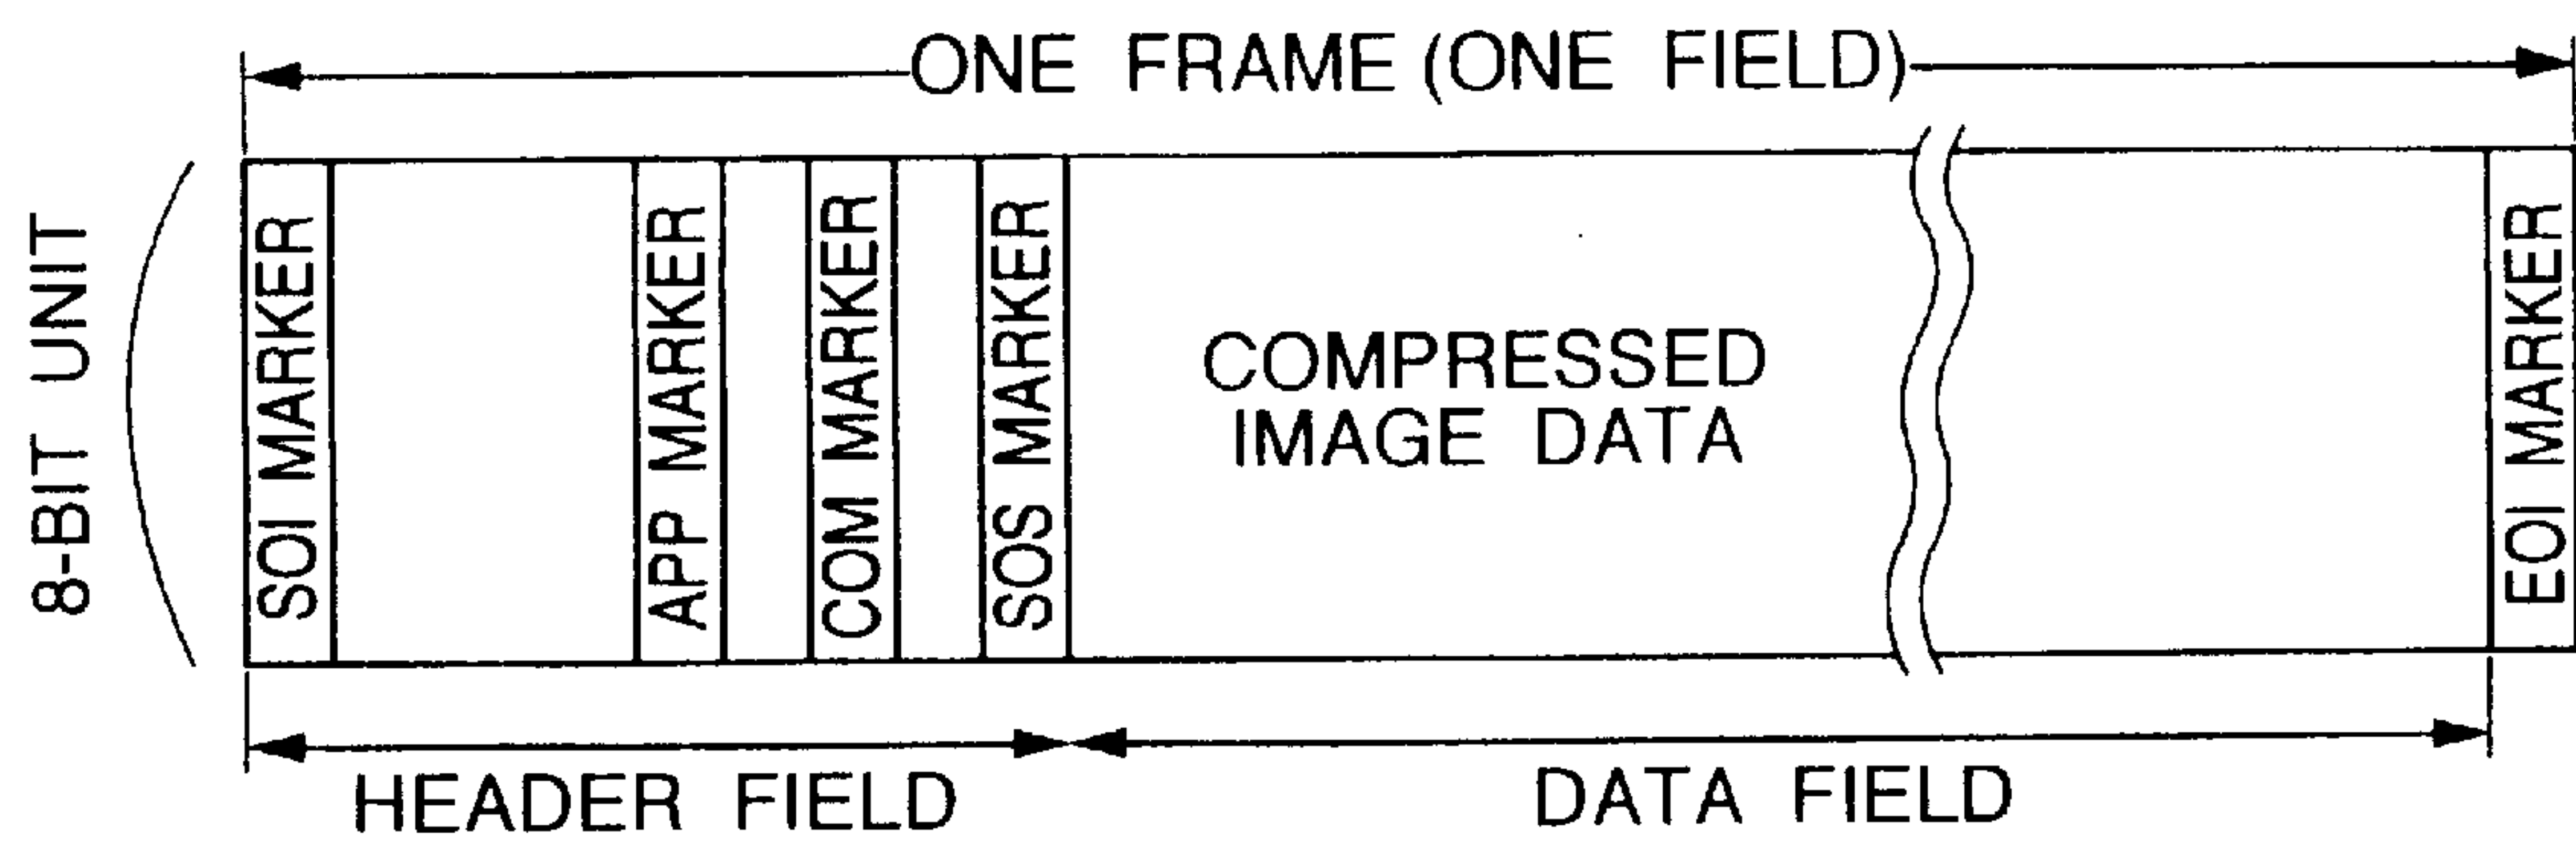 ONE FRAME (ONE FIELD)
8-BIT UNIT
SOI MARKER
APP MARKER
COM MARKER
SOS MARKER
COMPRESSED
IMAGE DATA
EOI MARKER
HEADER FIELD
DATA FIELD